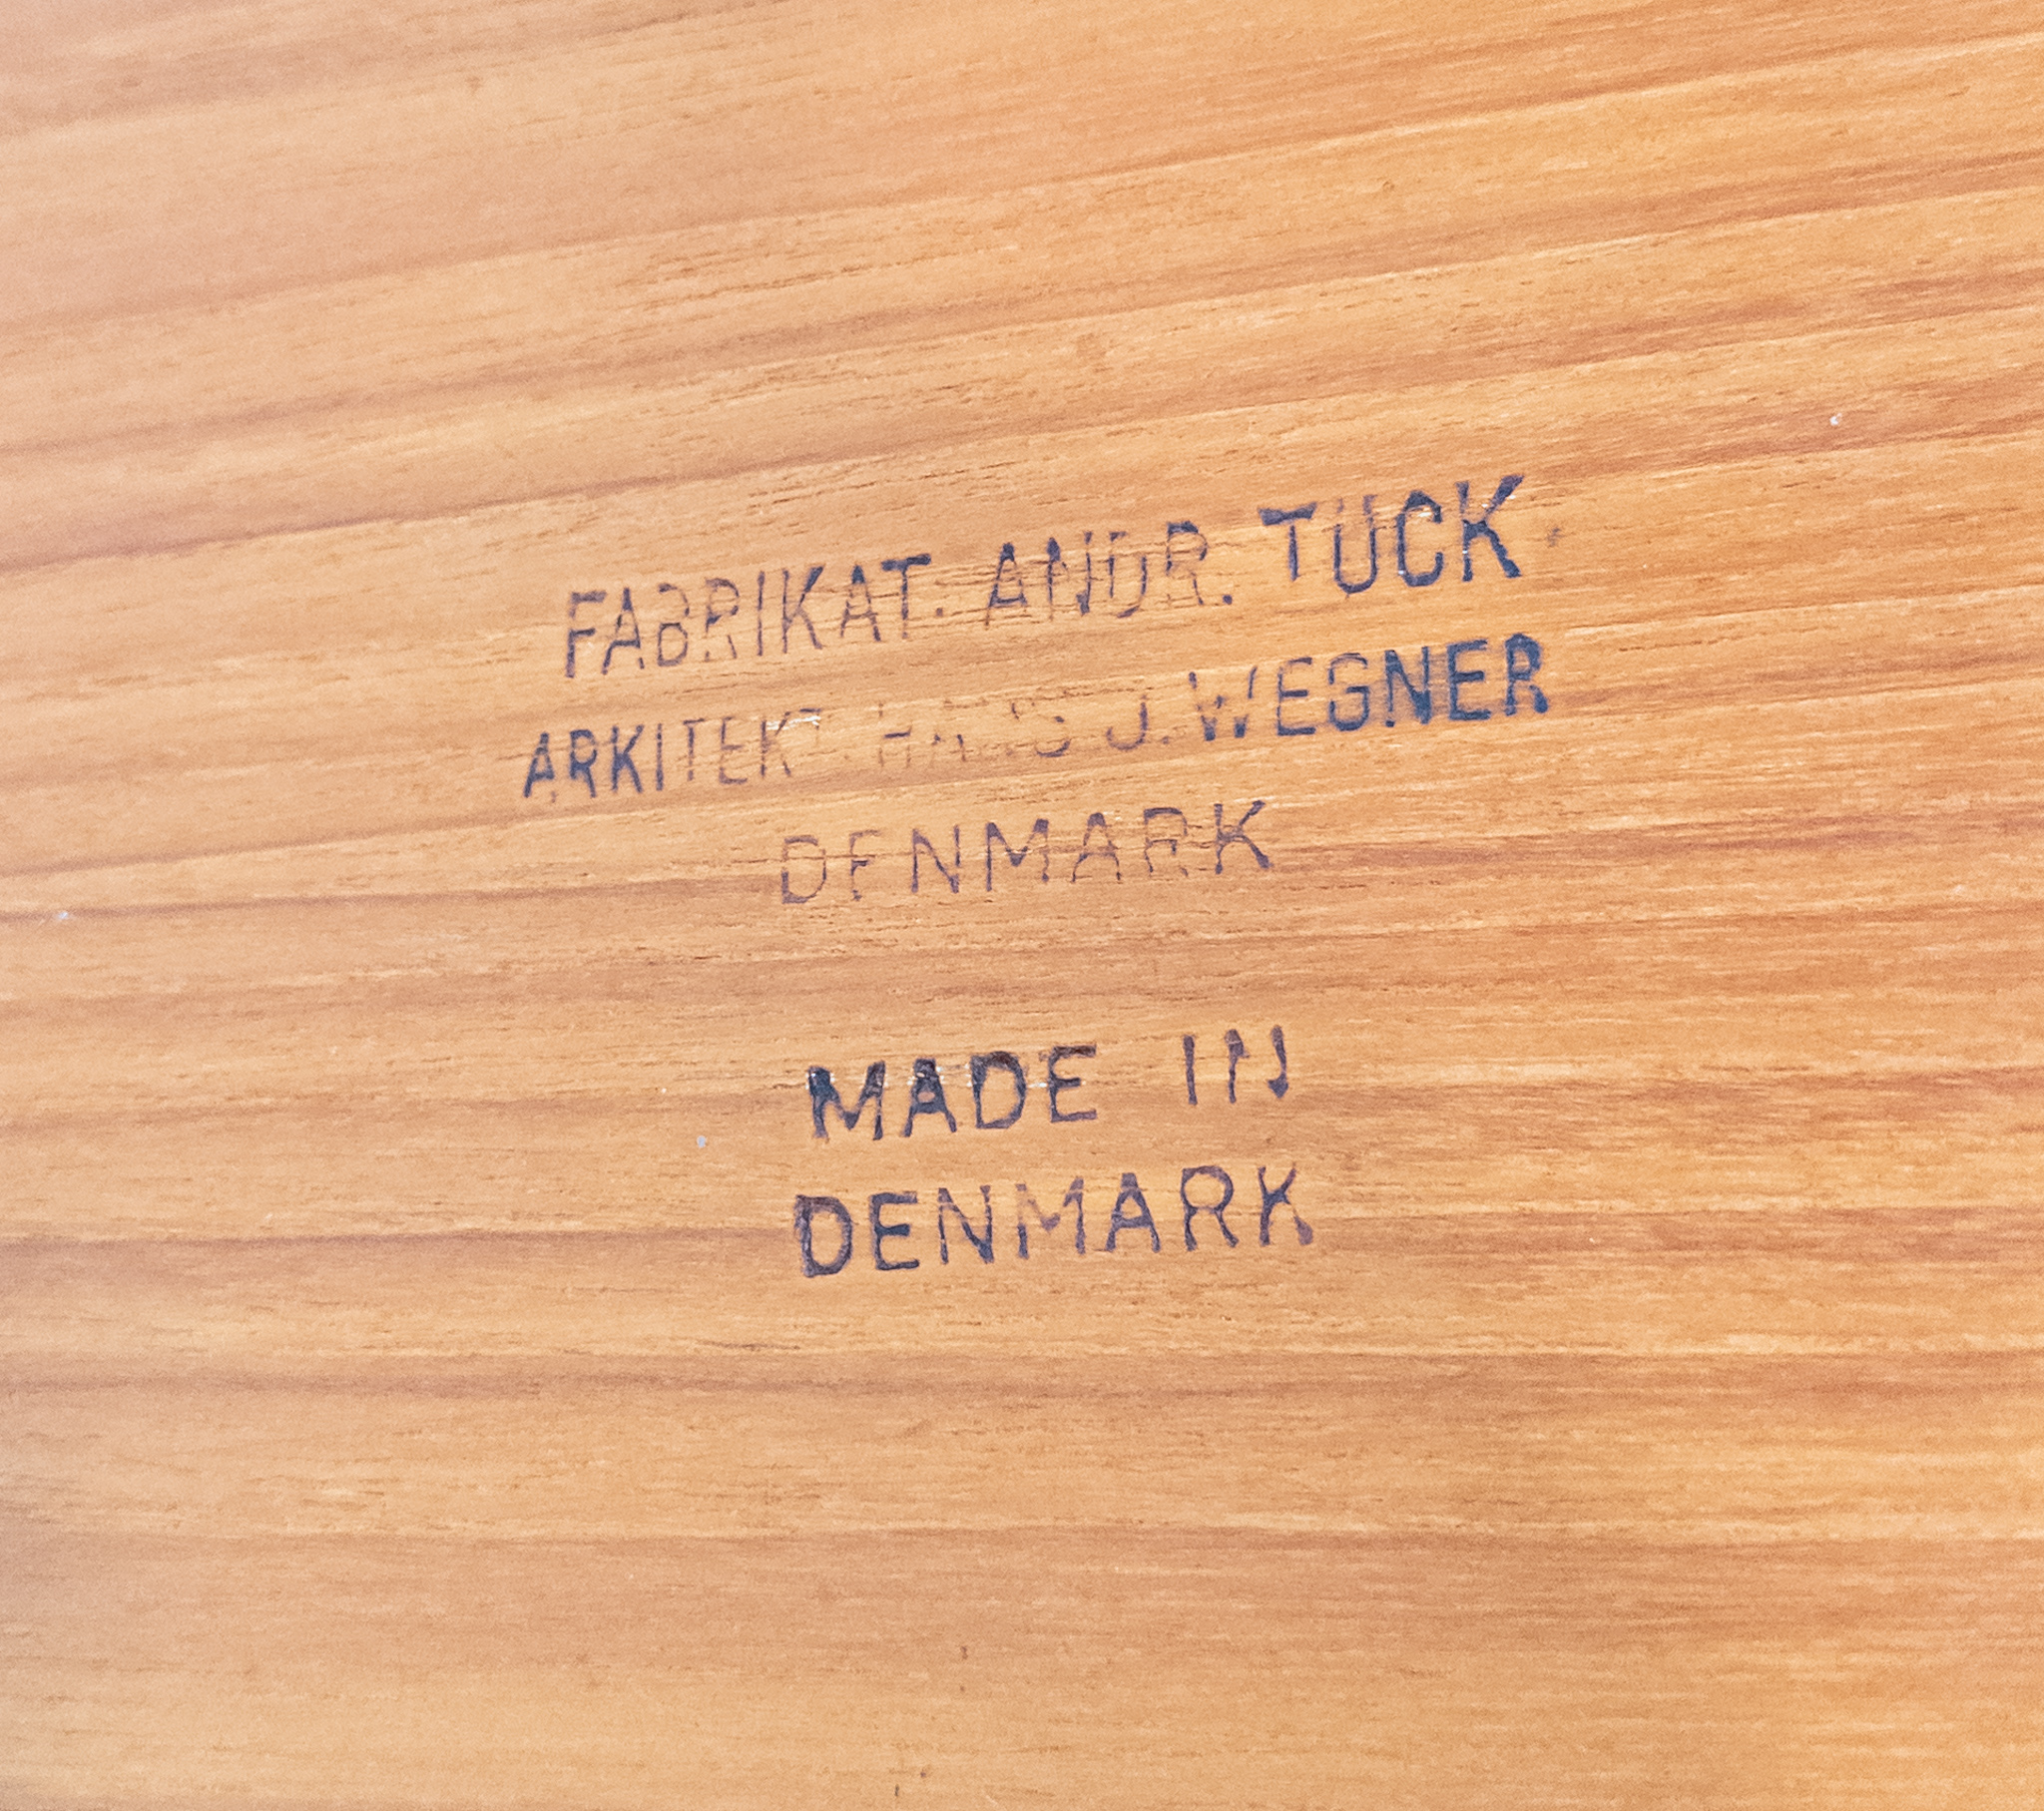 FABRIKAT: ANDR. TUCK
ARKITEKT: HANS J. WEGNER
DENMARK
MADE IN
DENMARK